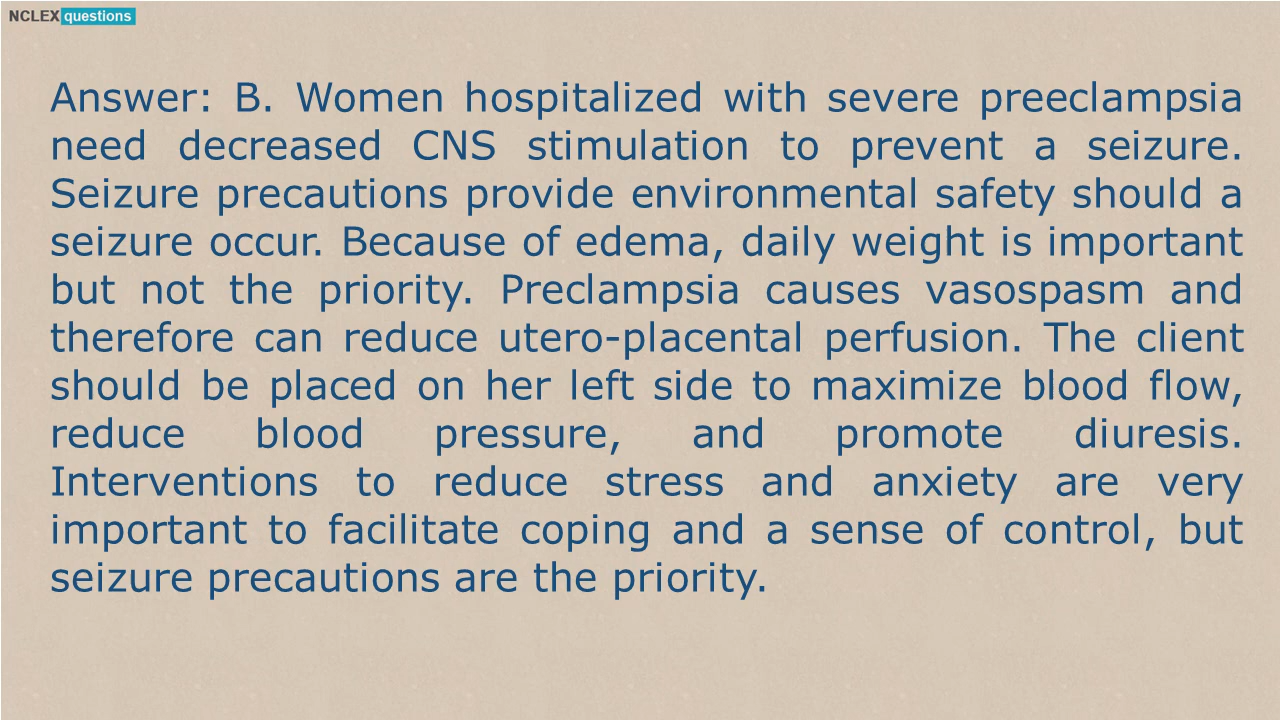 NCLEX questions
Answer: B. Women hospitalized with severe preeclampsia
need decreased CNS stimulation to prevent a seizure.
Seizure precautions provide environmental safety should a
seizure occur. Because of edema, daily weight is important
but not the priority. Preclampsia causes vasospasm and
therefore can reduce utero-placental perfusion. The client
should be placed on her left side to maximize blood flow,
reduce blood pressure, and promote diuresis.
Interventions to reduce stress and anxiety are very
important to facilitate coping and a sense of control, but
seizure precautions are the priority.